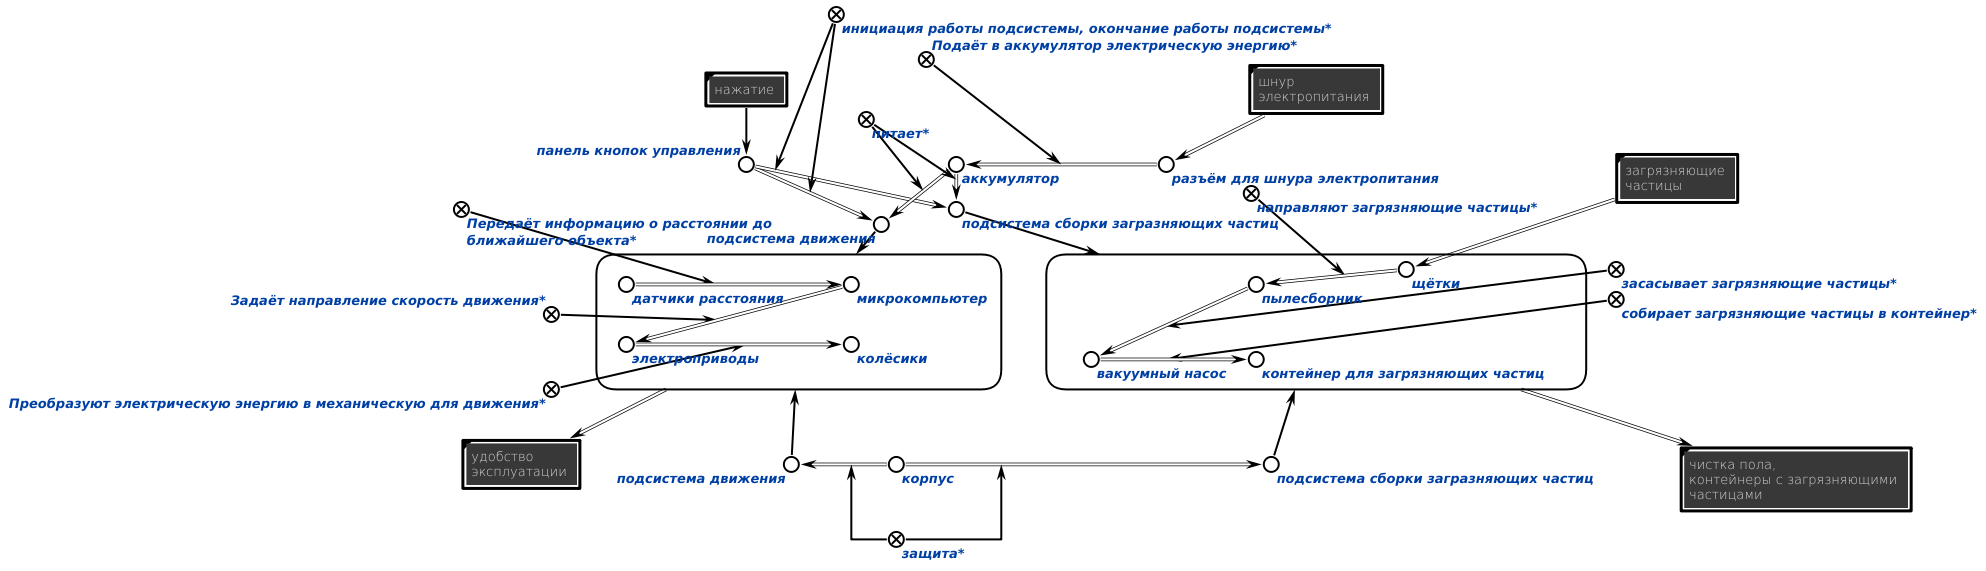 инициация работы подсистемы, окончание работы подсистемы*
Подаёт в аккумулятор электрическую энергию*
нажатие
шнур
электропитания
питает*
панель кнопок управления
аккумулятор
разъём для шнура электропитания
загрязняющие
частицы
направляют загрязняющие частицы*
Передаёт информацию о расстоянии до
ближайшего объекта*
подсистема движения
подсистема сборки загразняющих частиц
датчики расстояния
микрокомпьютер
пылесборник
щётки
засасывает загрязняющие частицы*
Задаёт направление скорость движения*
собирает загрязняющие частицы в контейнер*
электроприводы
колёсики
вакуумный насос
контейнер для загрязняющих частиц
Преобразуют электрическую энергию в механическую для движения*
удобство
эксплуатации
чистка пола,
контейнеры с загрязняющими
частицами
подсистема движения
корпус
подсистема сборки загразняющих частиц
защита*